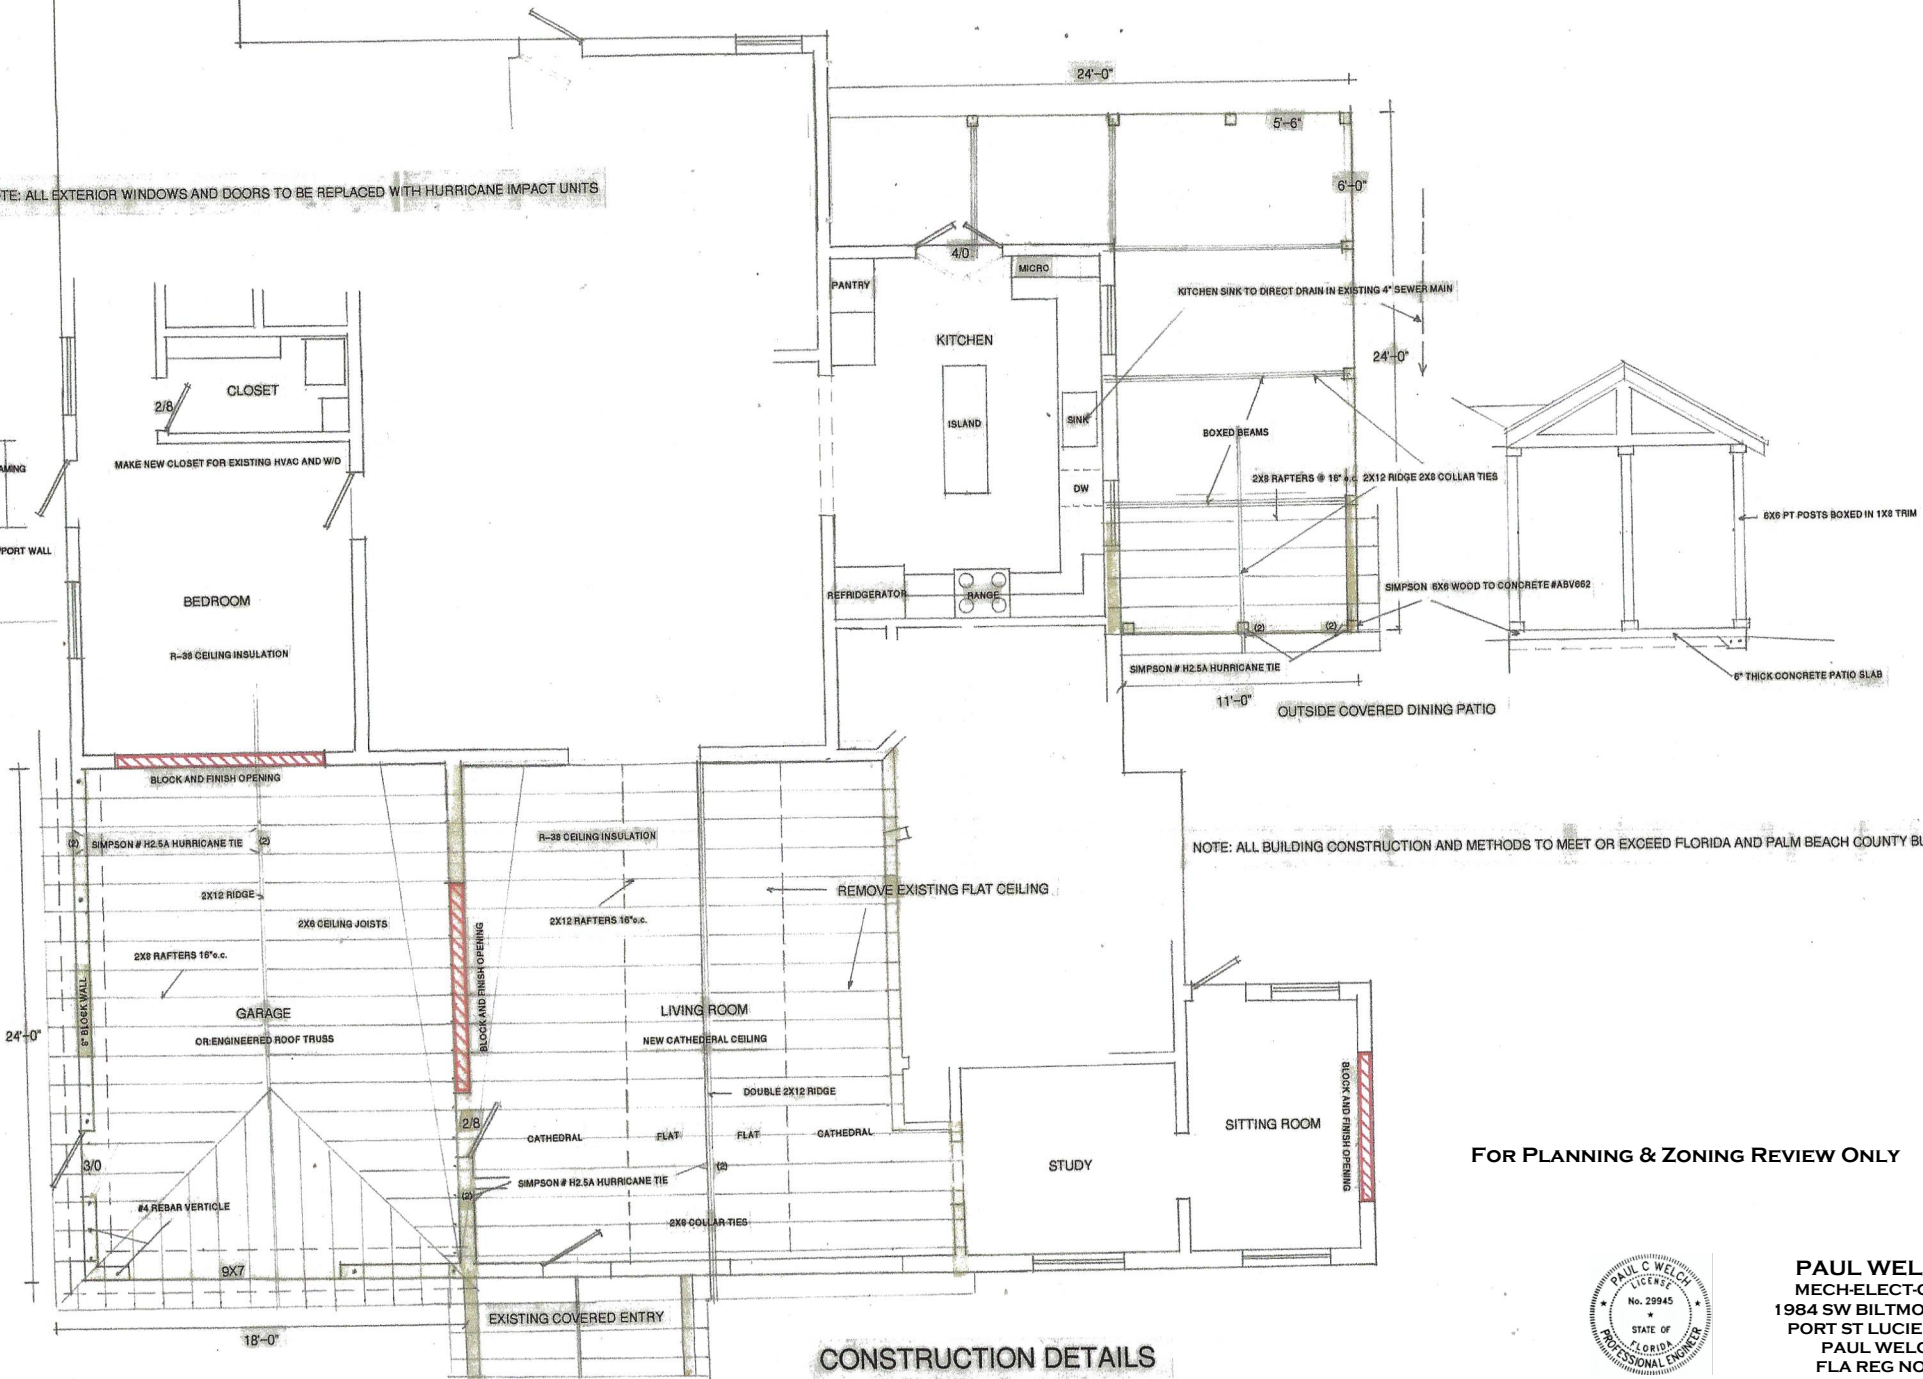 24'-0"
5'-6"
TE: ALL EXTERIOR WINDOWS AND DOORS TO BE REPLACED WITH HURRICANE IMPACT UNITS
6'-0"
4/0
MICRO
PANTRY
KITCHEN SINK TO DIRECT DRAIN IN EXISTING 4" SEWER MAIN
KITCHEN
24'-0"
CLOSET
2/8
ISLAND
SINK
BOXED BEAMS
MAKE NEW CLOSET FOR EXISTING HVAC AND W/D
AMING
DW
2X8 RAFTERS @ 16" o.c.
2X12 RIDGE 2X8 COLLAR TIES
6X6 PT POSTS BOXED IN 1X8 TRIM
PORT WALL
SIMPSON 6X6 WOOD TO CONCRETE #ABV662
REFRIDGERATOR
RANGE
BEDROOM
(2)
(2)
R-38 CEILING INSULATION
SIMPSON # H2.5A HURRICANE TIE
6" THICK CONCRETE PATIO SLAB
11'-0"
OUTSIDE COVERED DINING PATIO
BLOCK AND FINISH OPENING
(2)
SIMPSON # H2.5A HURRICANE TIE
(2)
R-38 CEILING INSULATION
NOTE: ALL BUILDING CONSTRUCTION AND METHODS TO MEET OR EXCEED FLORIDA AND PALM BEACH COUNTY BU
2X12 RIDGE
REMOVE EXISTING FLAT CEILING
2X6 CEILING JOISTS
2X12 RAFTERS 16"o.c.
BLOCK AND FINISH OPENING
2X8 RAFTERS 16"o.c.
8" BLOCK WALL
GARAGE
LIVING ROOM
24'-0"
OR ENGINEERED ROOF TRUSS
NEW CATHEDERAL CEILING
DOUBLE 2X12 RIDGE
BLOCK AND FINISH OPENING
2/8
CATHEDRAL
FLAT
FLAT
CATHEDRAL
SITTING ROOM
3/0
(2)
STUDY
FOR PLANNING & ZONING REVIEW ONLY
SIMPSON # H2.5A HURRICANE TIE
(2)
#4 REBAR VERTICLE
2X8 COLLAR TIES
9X7
EXISTING COVERED ENTRY
18'-0"
CONSTRUCTION DETAILS
PAUL C WELCH
LICENSE
No. 29945
STATE OF
FLORIDA
PROFESSIONAL ENGINEER
PAUL WEL
MECH-ELECT-C
1984 SW BILTMO
PORT ST LUCIE
PAUL WELC
FLA REG NO